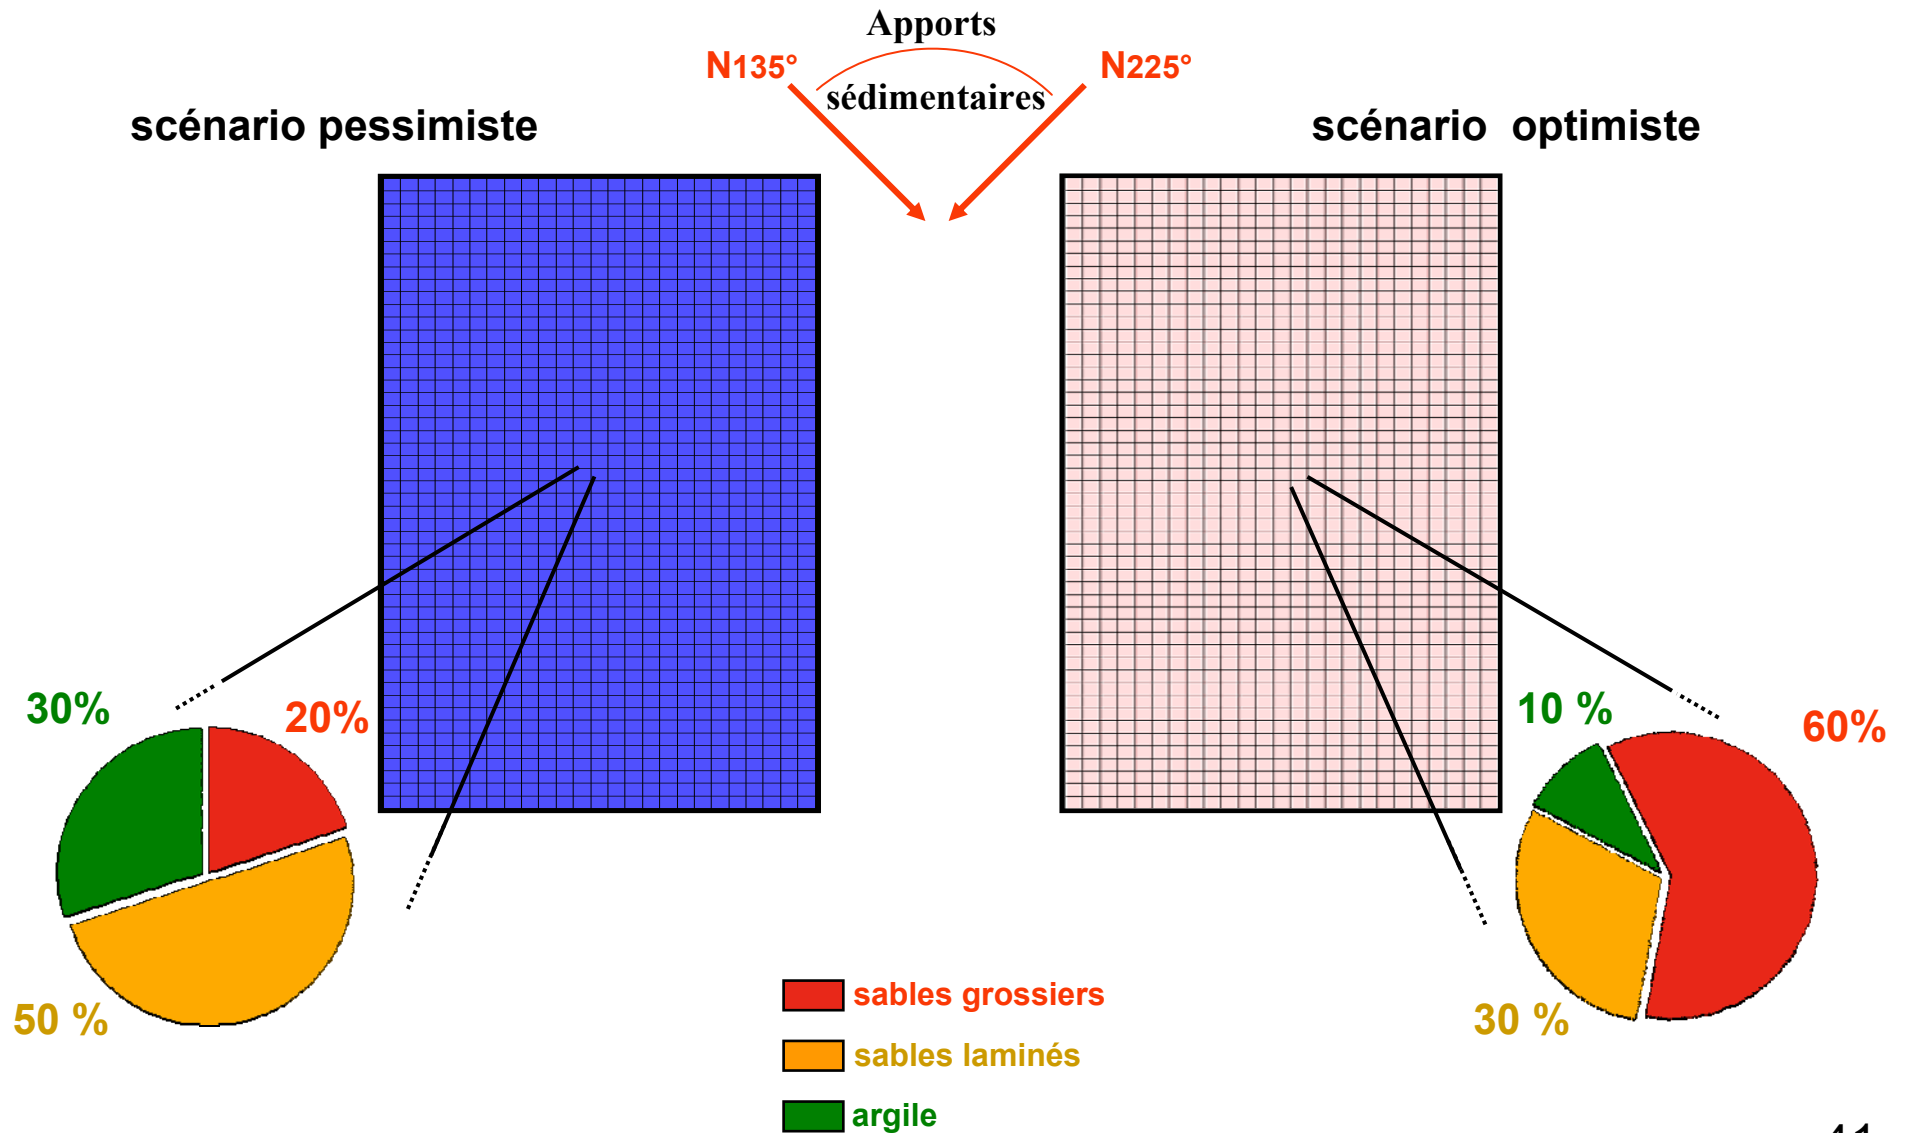 Apports
N135°
N225°
sédimentaires
scénario pessimiste
scénario optimiste
30%
20%
50 %
10 %
60%
30 %
sables grossiers
sables laminés
argile
41